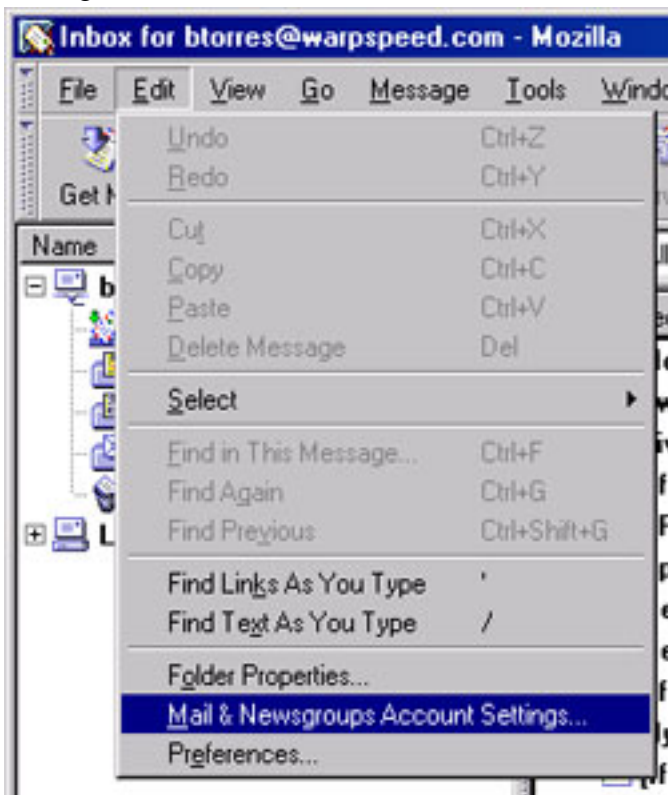 Inbox for btorres@warpspeed.com - Mozilla
File Edit View Go Message Tools
Undo Ctrl+Z
Redo Ctrl+Y
Get
Cut Ctrl+X
Name
Copy Ctrl+C
Paste Ctrl+V
Delete Message Del
Select
Find in This Message... Ctrl+F
Find Again Ctrl+G
Find Previous Ctrl+Shift+G
Find Links As You Type '
Find Text As You Type /
Folder Properties...
Mail & Newsgroups Account Settings...
Preferences...